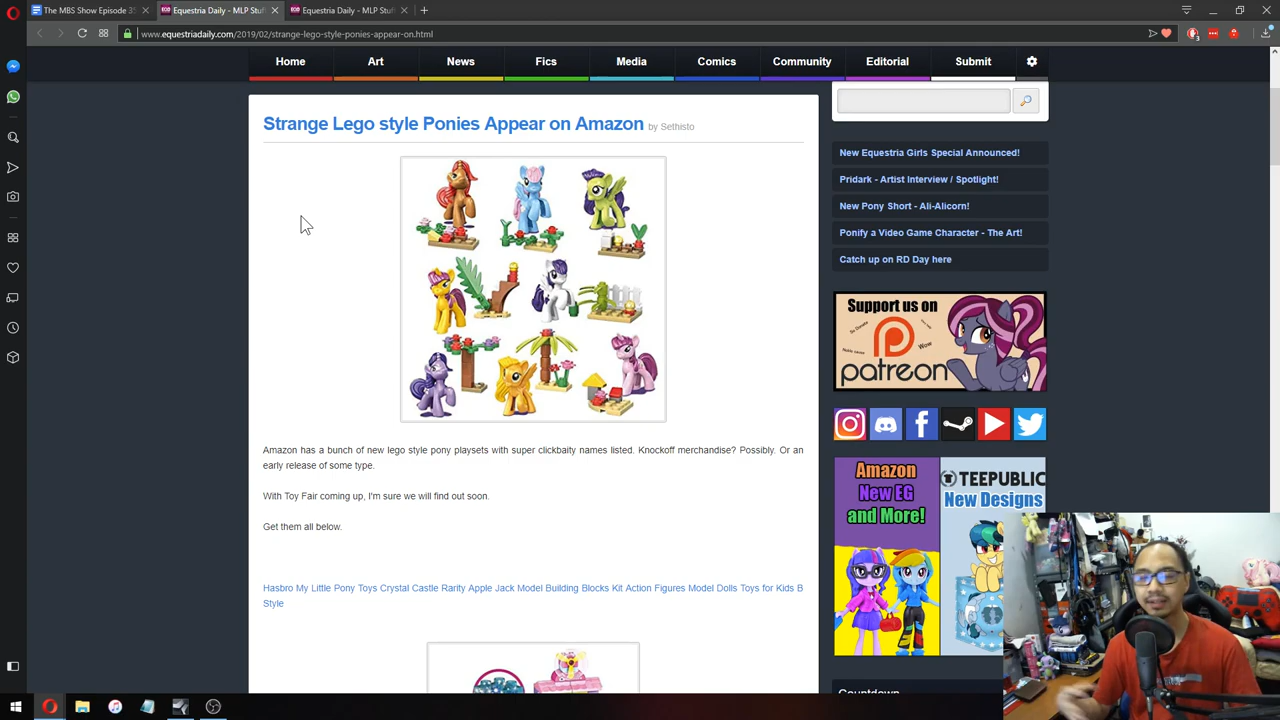 The MBS Show Episode 35
Equestria Daily - MLP Stuf
Equestria Daily - MLP Stuf
www.equestriadaily.com/2019/02/strange-lego-style-ponies-appear-on.html
3
Home
Art
News
Fics
Media
Comics
Community
Editorial
Submit
Strange Lego style Ponies Appear on Amazon by Sethisto
Amazon has a bunch of new lego style pony playsets with super clickbaity names listed. Knockoff merchandise? Possibly. Or an
early release of some type.
With Toy Fair coming up, I'm sure we will find out soon.
Get them all below.
Hasbro My Little Pony Toys Crystal Castle Rarity Apple Jack Model Building Blocks Kit Action Figures Model Dolls Toys for Kids B
Style
New Equestria Girls Special Announced!
Pridark - Artist Interview / Spotlight!
New Pony Short - Ali-Alicorn!
Ponify a Video Game Character - The Art!
Catch up on RD Day here
Support us on
Wow
patreon
Amazon
New EG
and More!
TEEPUBLIC
New Designs
Countdown